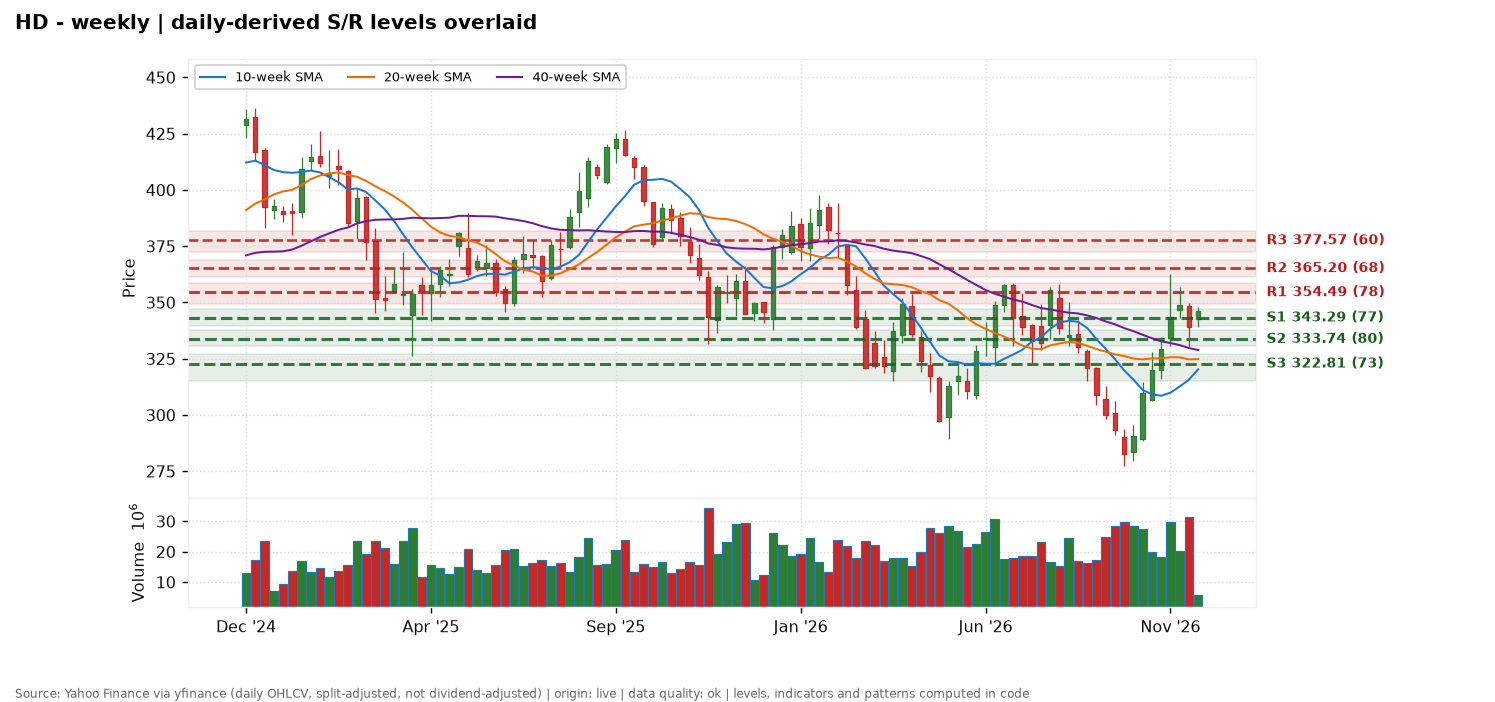 HD - weekly | daily-derived S/R levels overlaid
10-week SMA 20-week SMA 40-week SMA
Price
450
425
400
375
350
325
300
275
R3 377.57 (60)
R2 365.20 (68)
R1 354.49 (78)
S1 343.29 (77)
S2 333.74 (80)
S3 322.81 (73)
Volume 10⁶
30
20
10
Dec '24 Apr '25 Sep '25 Jan '26 Jun '26 Nov '26
Source: Yahoo Finance via yfinance (daily OHLCV, split-adjusted, not dividend-adjusted) | origin: live | data quality: ok | levels, indicators and patterns computed in code